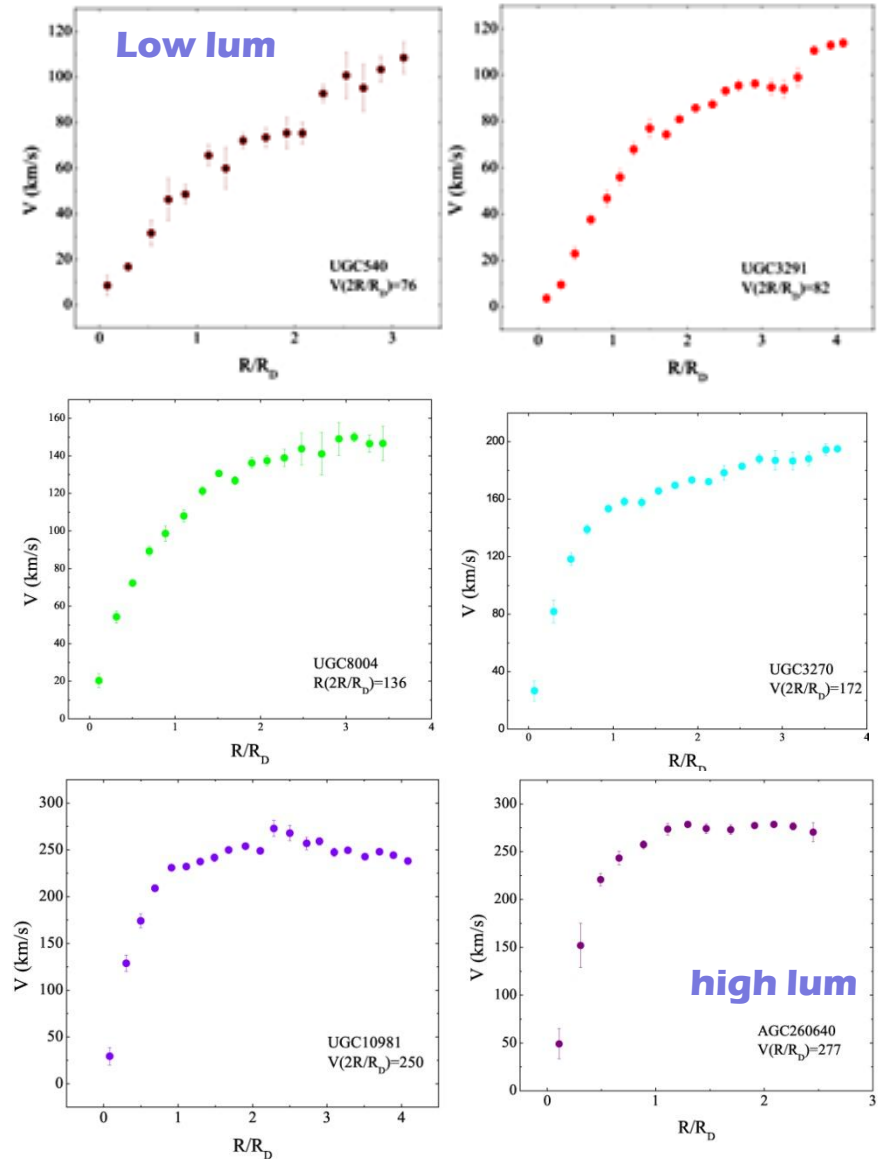 Low lum
V (km/s)
120
100
80
60
40
20
0
UGC540
V(2R/R_D)=76
0 1 2 3
R/R_D
V (km/s)
120
100
80
60
40
20
0
UGC3291
V(2R/R_D)=82
0 1 2 3 4
R/R_D
V (km/s)
160
140
120
100
80
60
40
20
0
UGC8004
R(2R/R_D)=136
0 1 2 3 4
R/R_D
V (km/s)
200
160
120
80
40
0
UGC3270
V(2R/R_D)=172
0 1 2 3 4
R/R_D
V (km/s)
300
250
200
150
100
50
0
UGC10981
V(2R/R_D)=250
0 1 2 3 4
R/R_D
V (km/s)
300
250
200
150
100
50
0
high lum
AGC260640
V(R/R_D)=277
0 1 2 3
R/R_D